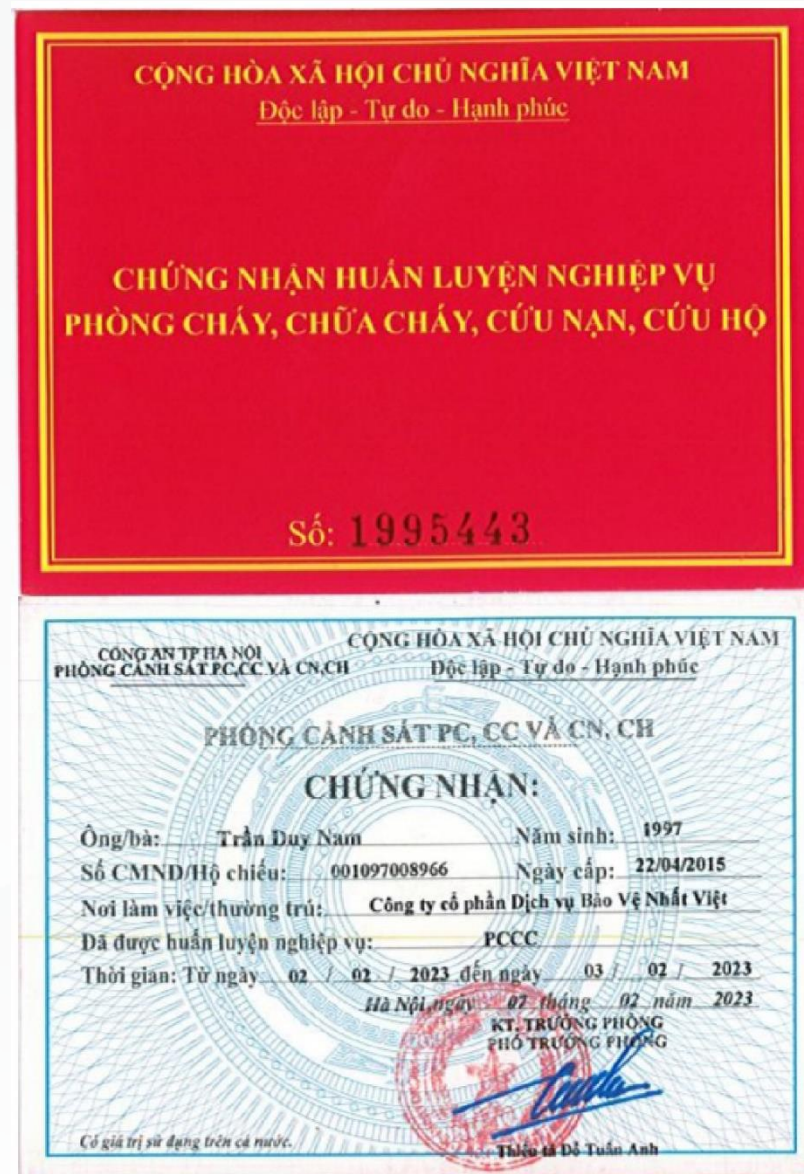 CỘNG HÒA XÃ HỘI CHỦ NGHĨA VIỆT NAM
Độc lập - Tự do - Hạnh phúc
CHỨNG NHẬN HUẤN LUYỆN NGHIỆP VỤ
PHÒNG CHÁY, CHỮA CHÁY, CỨU NẠN, CỨU HỘ
Số: 1995443
CÔNG AN TP HÀ NỘI
PHÒNG CẢNH SÁT PC,CC VÀ CN,CH
CỘNG HÒA XÃ HỘI CHỦ NGHĨA VIỆT NAM
Độc lập - Tự do - Hạnh phúc
PHÒNG CẢNH SÁT PC, CC VÀ CN, CH
CHỨNG NHẬN:
Ông/bà: Trần Duy Nam Năm sinh: 1997
Số CMND/Hộ chiếu: 001097008966 Ngày cấp: 22/04/2015
Nơi làm việc/thường trú: Công ty cổ phần Dịch vụ Bảo Vệ Nhất Việt
Đã được huấn luyện nghiệp vụ: PCCC
Thời gian: Từ ngày 02 / 02 / 2023 đến ngày 03 / 02 / 2023
Hà Nội, ngày 07 tháng 02 năm 2023
KT. TRƯỞNG PHÒNG
PHÓ TRƯỞNG PHÒNG
Thiếu tá Đỗ Tuấn Anh
Có giá trị sử dụng trên cả nước.